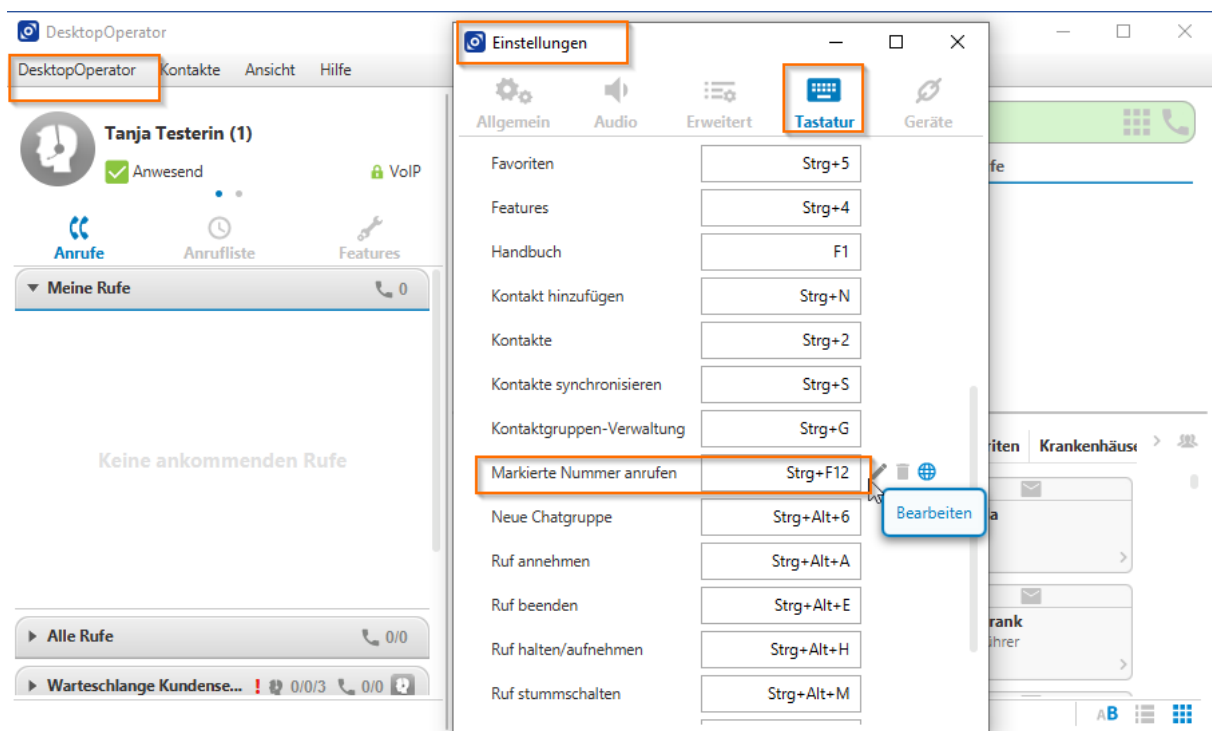 DesktopOperator
DesktopOperator Kontakte Ansicht Hilfe
Tanja Testerin (1)
Anwesend
VoIP
Anrufe Anrufliste Features
Meine Rufe 0
Keine ankommenden Rufe
Alle Rufe 0/0
Warteschlange Kundense... ! 0/0/3 0/0
Einstellungen
Allgemein Audio Erweitert Tastatur Geräte
Favoriten Strg+5
Features Strg+4
Handbuch F1
Kontakt hinzufügen Strg+N
Kontakte Strg+2
Kontakte synchronisieren Strg+S
Kontaktgruppen-Verwaltung Strg+G
Markierte Nummer anrufen Strg+F12
Bearbeiten
Neue Chatgruppe Strg+Alt+6
Ruf annehmen Strg+Alt+A
Ruf beenden Strg+Alt+E
Ruf halten/aufnehmen Strg+Alt+H
Ruf stummschalten Strg+Alt+M
fe
riten Krankenhäuse
a
rank
ührer
AB